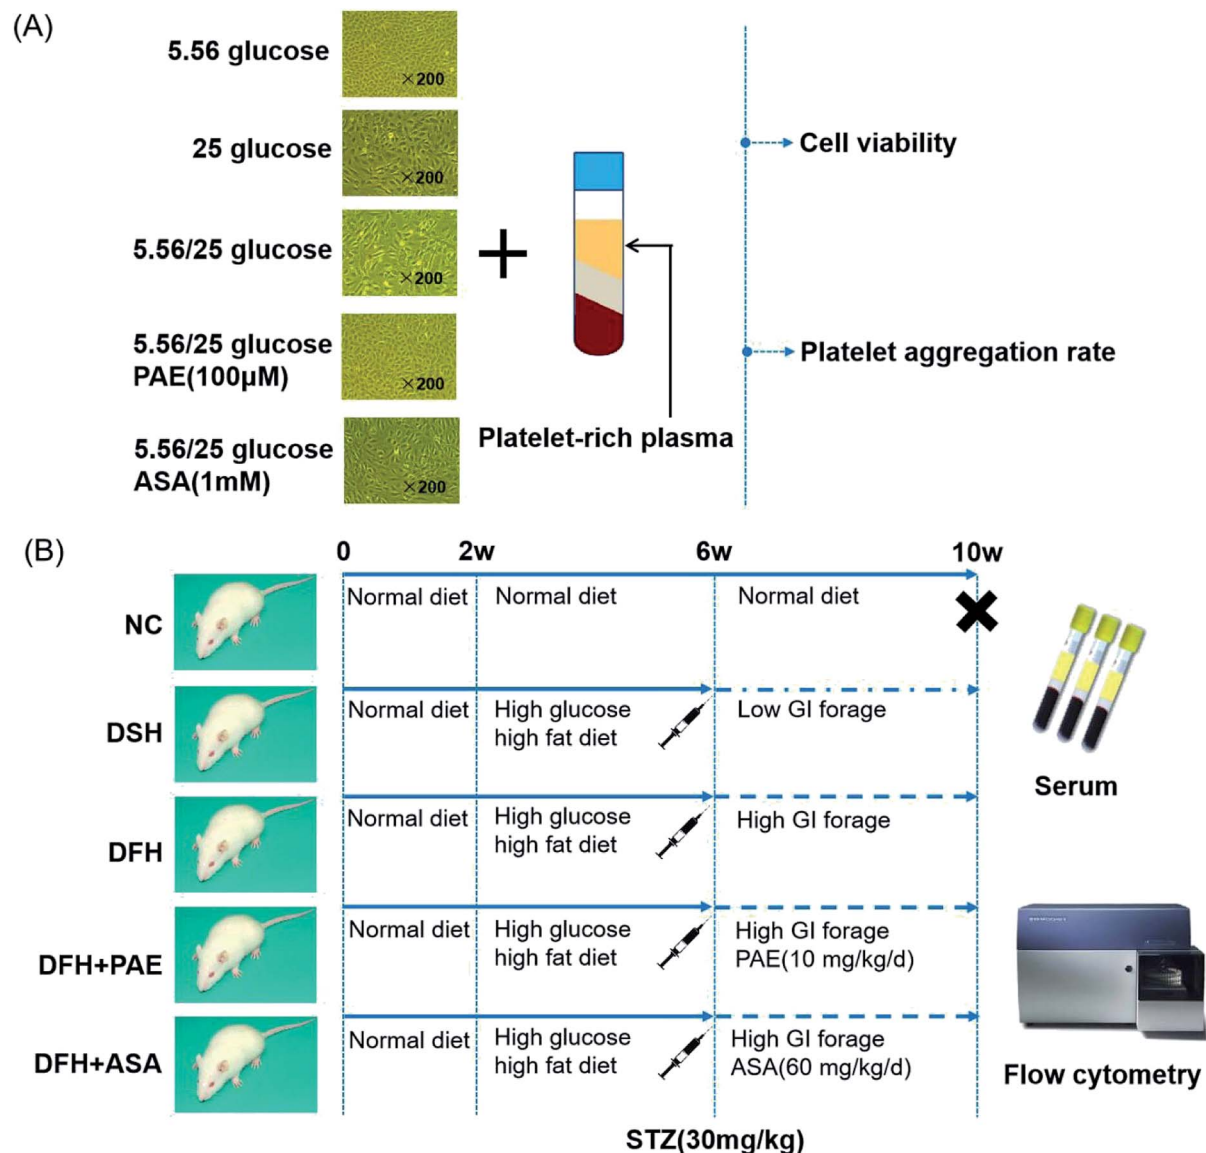 (A)
5.56 glucose
×200
25 glucose
×200
5.56/25 glucose
×200
5.56/25 glucose
PAE(100μM)
×200
5.56/25 glucose
ASA(1mM)
×200
Platelet-rich plasma
Cell viability
Platelet aggregation rate
(B)
0 2w 6w 10w
NC
Normal diet Normal diet Normal diet
DSH
Normal diet High glucose Low GI forage
high fat diet
DFH
Normal diet High glucose High GI forage
high fat diet
DFH+PAE
Normal diet High glucose High GI forage
high fat diet PAE(10 mg/kg/d)
DFH+ASA
Normal diet High glucose High GI forage
high fat diet ASA(60 mg/kg/d)
STZ(30mg/kg)
Serum
Flow cytometry